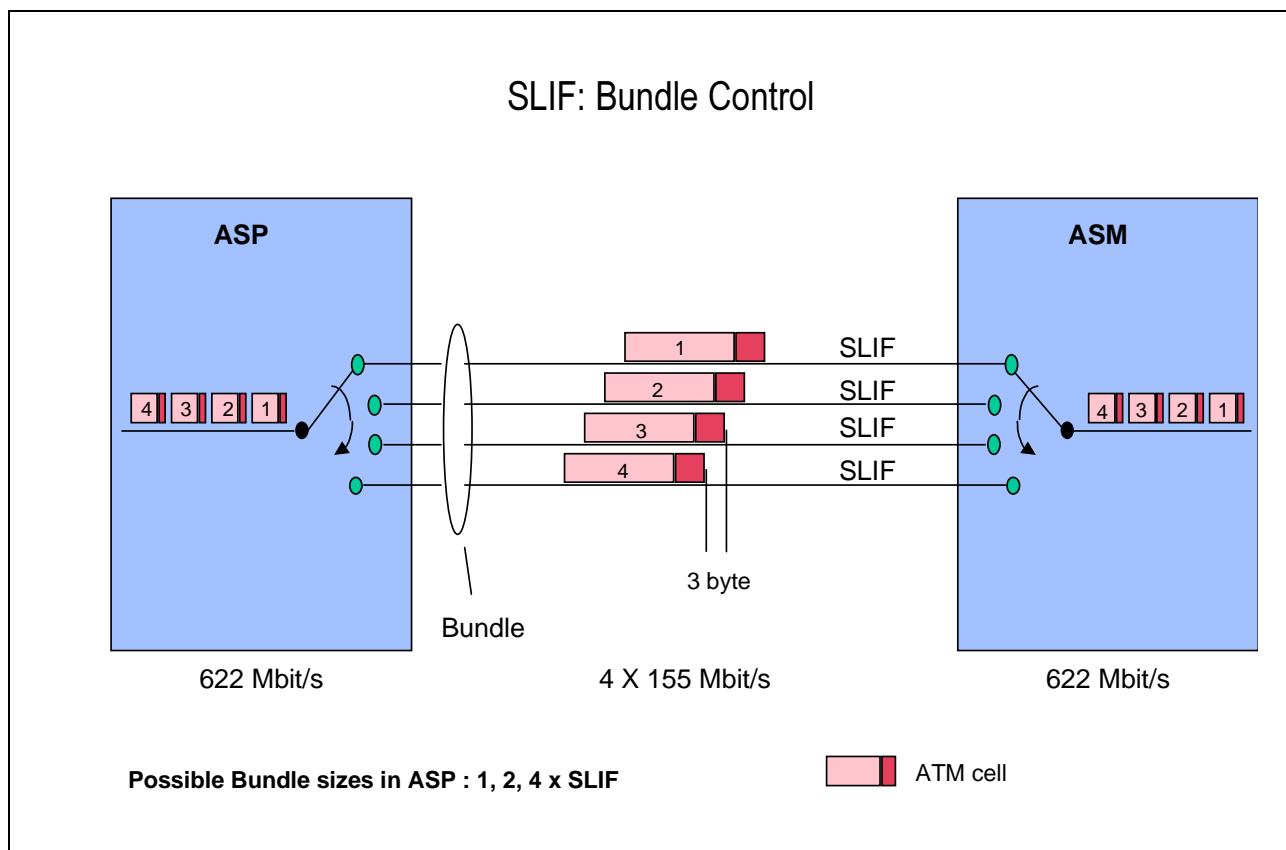 SLIF: Bundle Control
ASP
ASM
1
SLIF
2
SLIF
3
SLIF
4
SLIF
4 3 2 1
4 3 2 1
3 byte
Bundle
622 Mbit/s
4 X 155 Mbit/s
622 Mbit/s
Possible Bundle sizes in ASP : 1, 2, 4 x SLIF
ATM cell